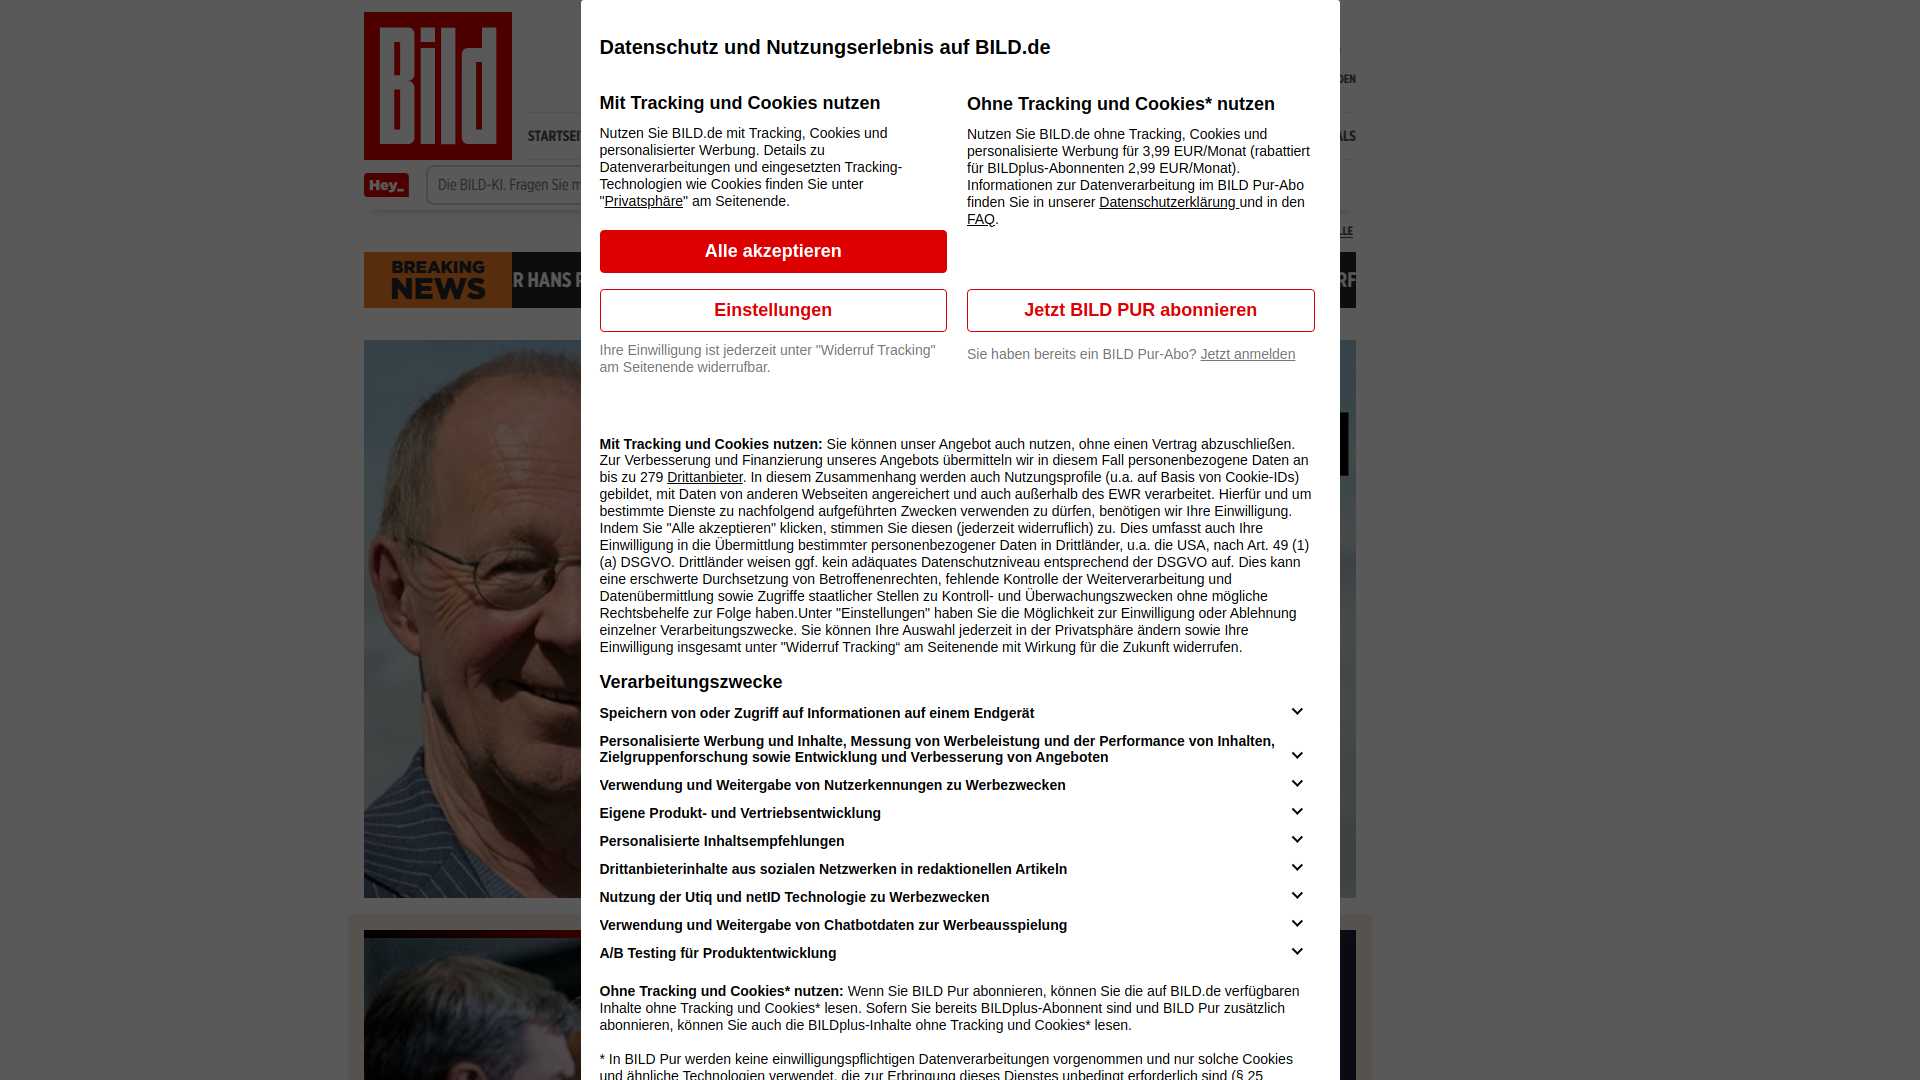 Bild
STARTSEI
Hey_
Die BILD-KI. Fragen Sie m
BREAKING
NEWS
R HANS
DEN
ALS
LLE
RF
Datenschutz und Nutzungserlebnis auf BILD.de
Mit Tracking und Cookies nutzen
Nutzen Sie BILD.de mit Tracking, Cookies und
personalisierter Werbung. Details zu
Datenverarbeitungen und eingesetzten Tracking-
Technologien wie Cookies finden Sie unter
"Privatsphäre" am Seitenende.
Alle akzeptieren
Einstellungen
Ihre Einwilligung ist jederzeit unter "Widerruf Tracking"
am Seitenende widerrufbar.
Ohne Tracking und Cookies* nutzen
Nutzen Sie BILD.de ohne Tracking, Cookies und
personalisierte Werbung für 3,99 EUR/Monat (rabattiert
für BILDplus-Abonnenten 2,99 EUR/Monat).
Informationen zur Datenverarbeitung im BILD Pur-Abo
finden Sie in unserer Datenschutzerklärung und in den
FAQ.
Jetzt BILD PUR abonnieren
Sie haben bereits ein BILD Pur-Abo? Jetzt anmelden
Mit Tracking und Cookies nutzen: Sie können unser Angebot auch nutzen, ohne einen Vertrag abzuschließen.
Zur Verbesserung und Finanzierung unseres Angebots übermitteln wir in diesem Fall personenbezogene Daten an
bis zu 279 Drittanbieter. In diesem Zusammenhang werden auch Nutzungsprofile (u.a. auf Basis von Cookie-IDs)
gebildet, mit Daten von anderen Webseiten angereichert und auch außerhalb des EWR verarbeitet. Hierfür und um
bestimmte Dienste zu nachfolgend aufgeführten Zwecken verwenden zu dürfen, benötigen wir Ihre Einwilligung.
Indem Sie "Alle akzeptieren" klicken, stimmen Sie diesen (jederzeit widerruflich) zu. Dies umfasst auch Ihre
Einwilligung in die Übermittlung bestimmter personenbezogener Daten in Drittländer, u.a. die USA, nach Art. 49 (1)
(a) DSGVO. Drittländer weisen ggf. kein adäquates Datenschutzniveau entsprechend der DSGVO auf. Dies kann
eine erschwerte Durchsetzung von Betroffenenrechten, fehlende Kontrolle der Weiterverarbeitung und
Datenübermittlung sowie Zugriffe staatlicher Stellen zu Kontroll- und Überwachungszwecken ohne mögliche
Rechtsbehelfe zur Folge haben.Unter "Einstellungen" haben Sie die Möglichkeit zur Einwilligung oder Ablehnung
einzelner Verarbeitungszwecke. Sie können Ihre Auswahl jederzeit in der Privatsphäre ändern sowie Ihre
Einwilligung insgesamt unter "Widerruf Tracking“ am Seitenende mit Wirkung für die Zukunft widerrufen.
Verarbeitungszwecke
Speichern von oder Zugriff auf Informationen auf einem Endgerät
Personalisierte Werbung und Inhalte, Messung von Werbeleistung und der Performance von Inhalten,
Zielgruppenforschung sowie Entwicklung und Verbesserung von Angeboten
Verwendung und Weitergabe von Nutzerkennungen zu Werbezwecken
Eigene Produkt- und Vertriebsentwicklung
Personalisierte Inhaltsempfehlungen
Drittanbieterinhalte aus sozialen Netzwerken in redaktionellen Artikeln
Nutzung der Utiq und netID Technologie zu Werbezwecken
Verwendung und Weitergabe von Chatbotdaten zur Werbeausspielung
A/B Testing für Produktentwicklung
Ohne Tracking und Cookies* nutzen: Wenn Sie BILD Pur abonnieren, können Sie die auf BILD.de verfügbaren
Inhalte ohne Tracking und Cookies* lesen. Sofern Sie bereits BILDplus-Abonnent sind und BILD Pur zusätzlich
abonnieren, können Sie auch die BILDplus-Inhalte ohne Tracking und Cookies* lesen.
* In BILD Pur werden keine einwilligungspflichtigen Datenverarbeitungen vorgenommen und nur solche Cookies
und ähnliche Technologien verwendet, die zur Erbringung dieses Dienstes unbedingt erforderlich sind (§ 25